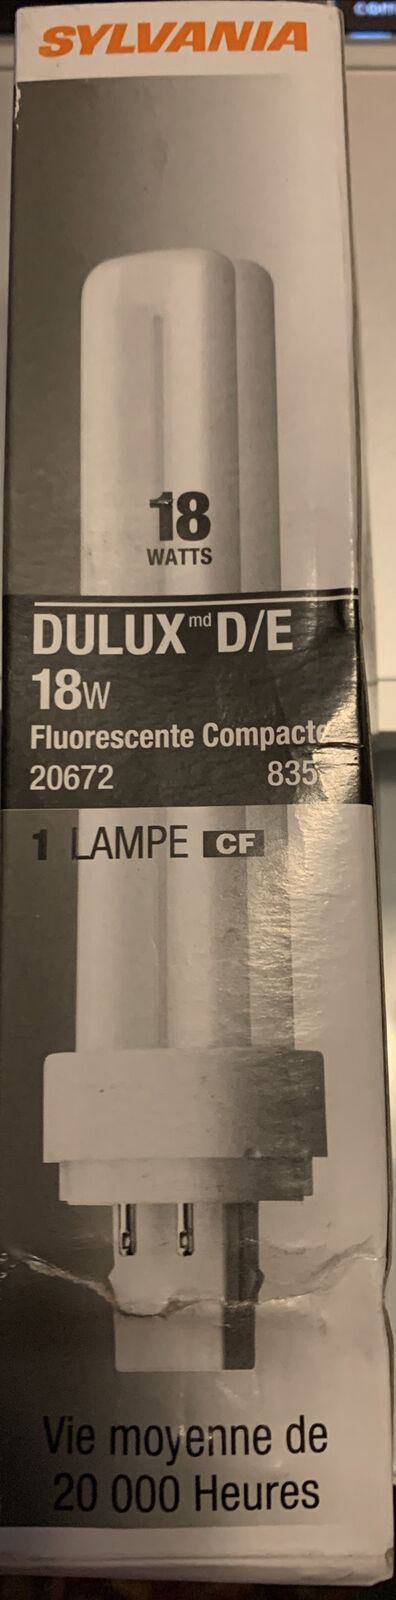 SYLVANIA
18
WATTS
DULUX md D/E
18W
Fluorescente Compacte
20672 835
1 LAMPE CF
Vie moyenne de
20 000 Heures